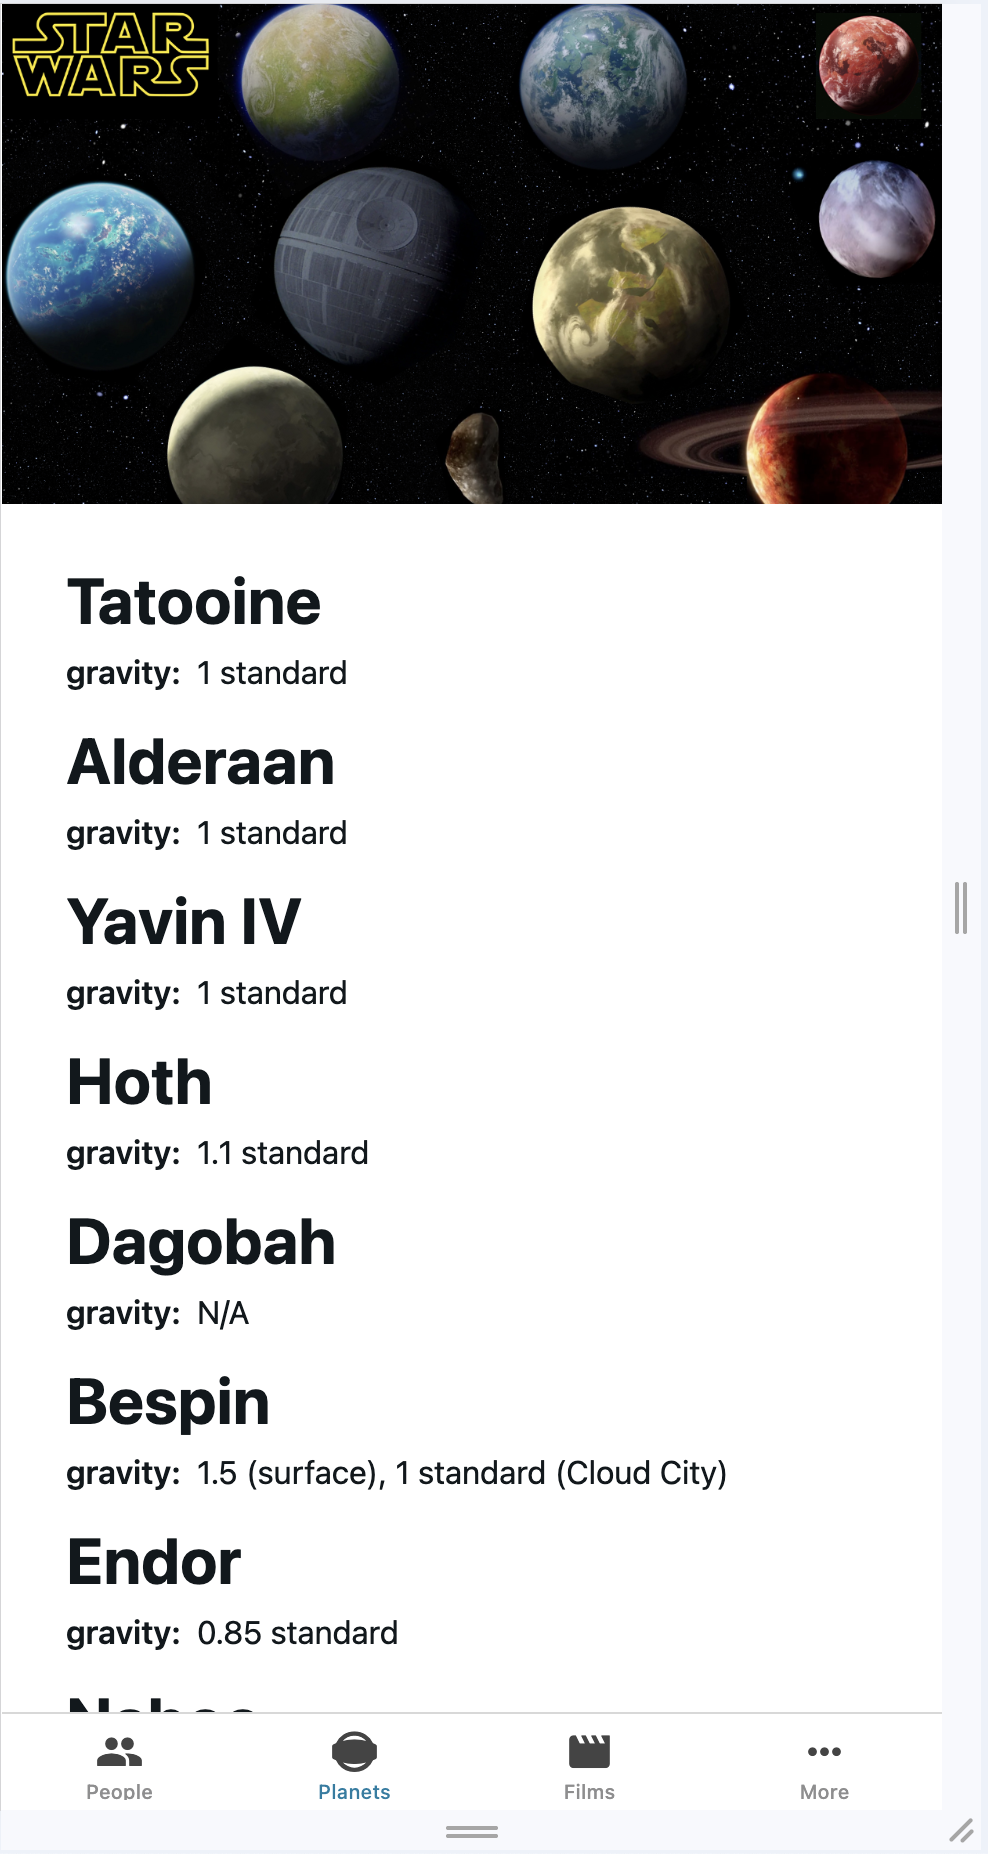 STAR
WARS
Tatooine
gravity: 1 standard
Alderaan
gravity: 1 standard
Yavin IV
gravity: 1 standard
Hoth
gravity: 1.1 standard
Dagobah
gravity: N/A
Bespin
gravity: 1.5 (surface), 1 standard (Cloud City)
Endor
gravity: 0.85 standard
Naboo
People
Planets
Films
More